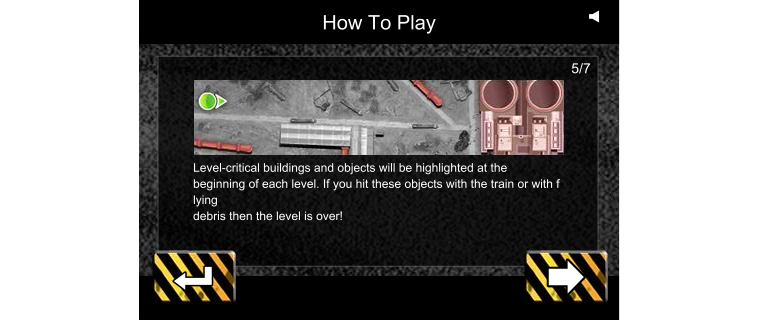 How To Play
5/7
Level-critical buildings and objects will be highlighted at the
beginning of each level. If you hit these objects with the train or with f
lying
debris then the level is over!